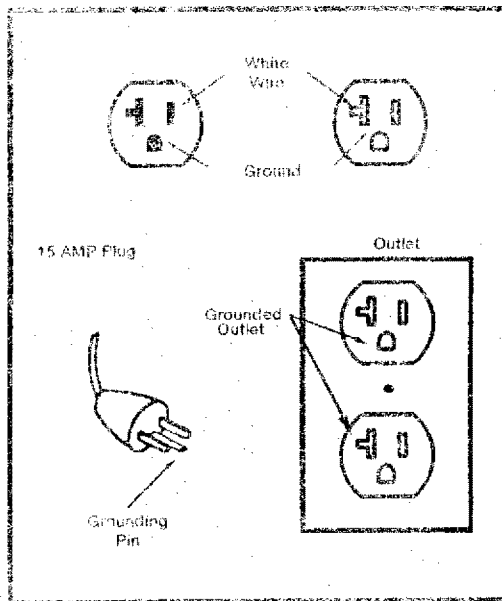 White
Wire
Ground
15 AMP Plug
Outlet
Grounded
Outlet
Grounding
Pin